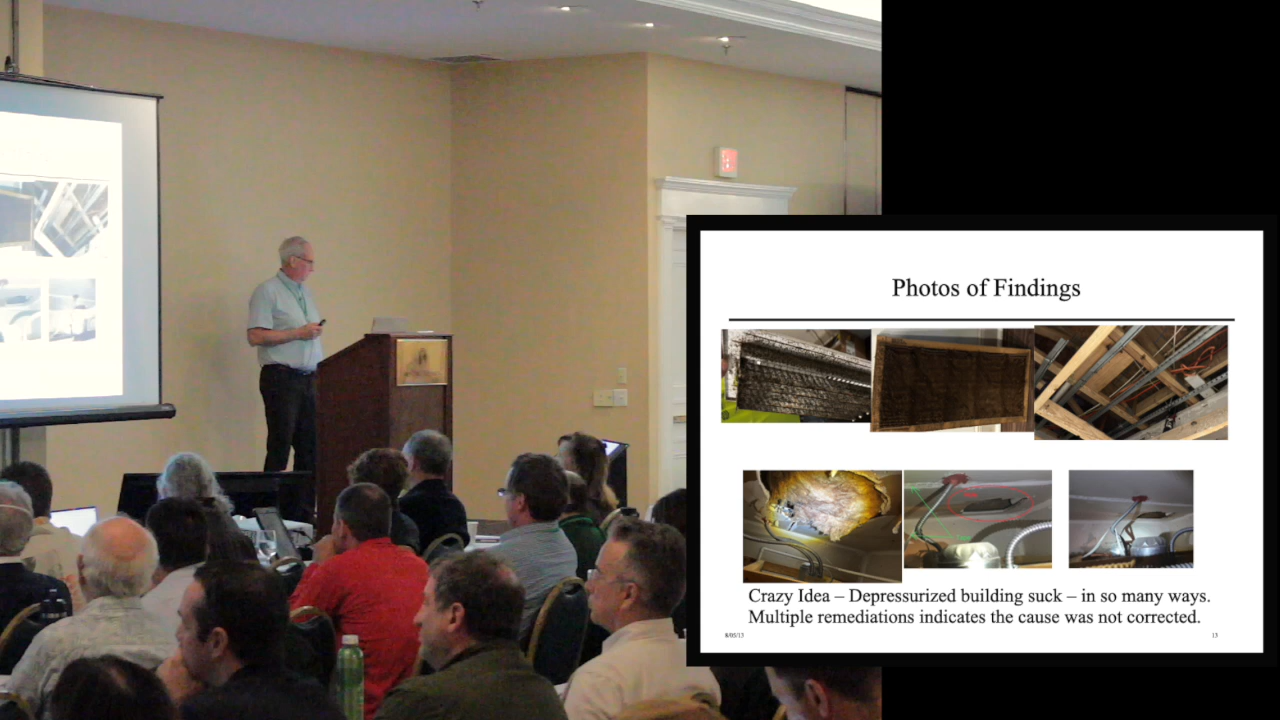 Photos of Findings
Crazy Idea – Depressurized building suck – in so many ways.
Multiple remediations indicates the cause was not corrected.
8/05/13
13